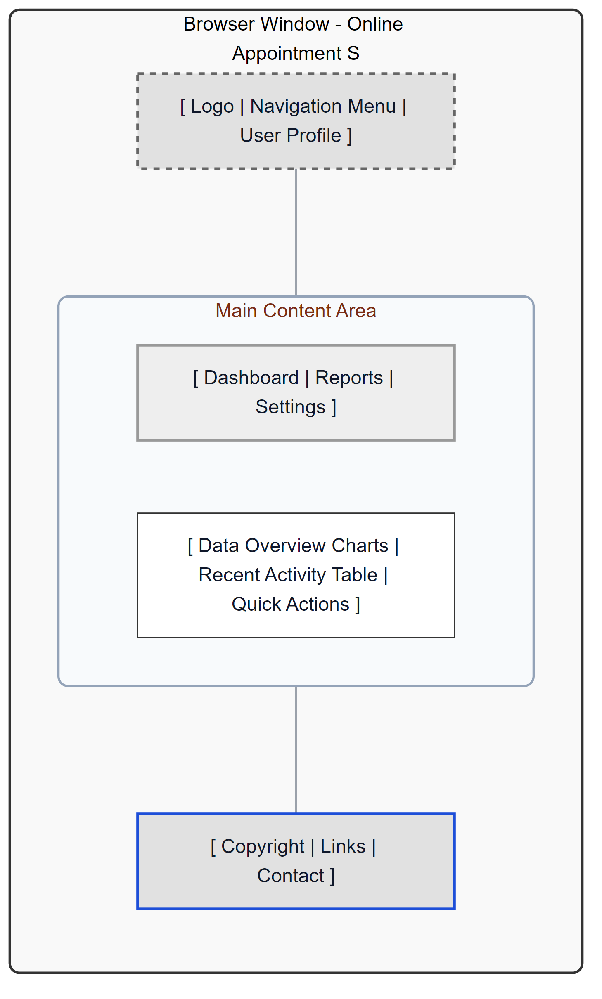 Browser Window - Online
Appointment S
[ Logo | Navigation Menu |
User Profile ]
Main Content Area
[ Dashboard | Reports |
Settings ]
[ Data Overview Charts |
Recent Activity Table |
Quick Actions ]
[ Copyright | Links |
Contact ]